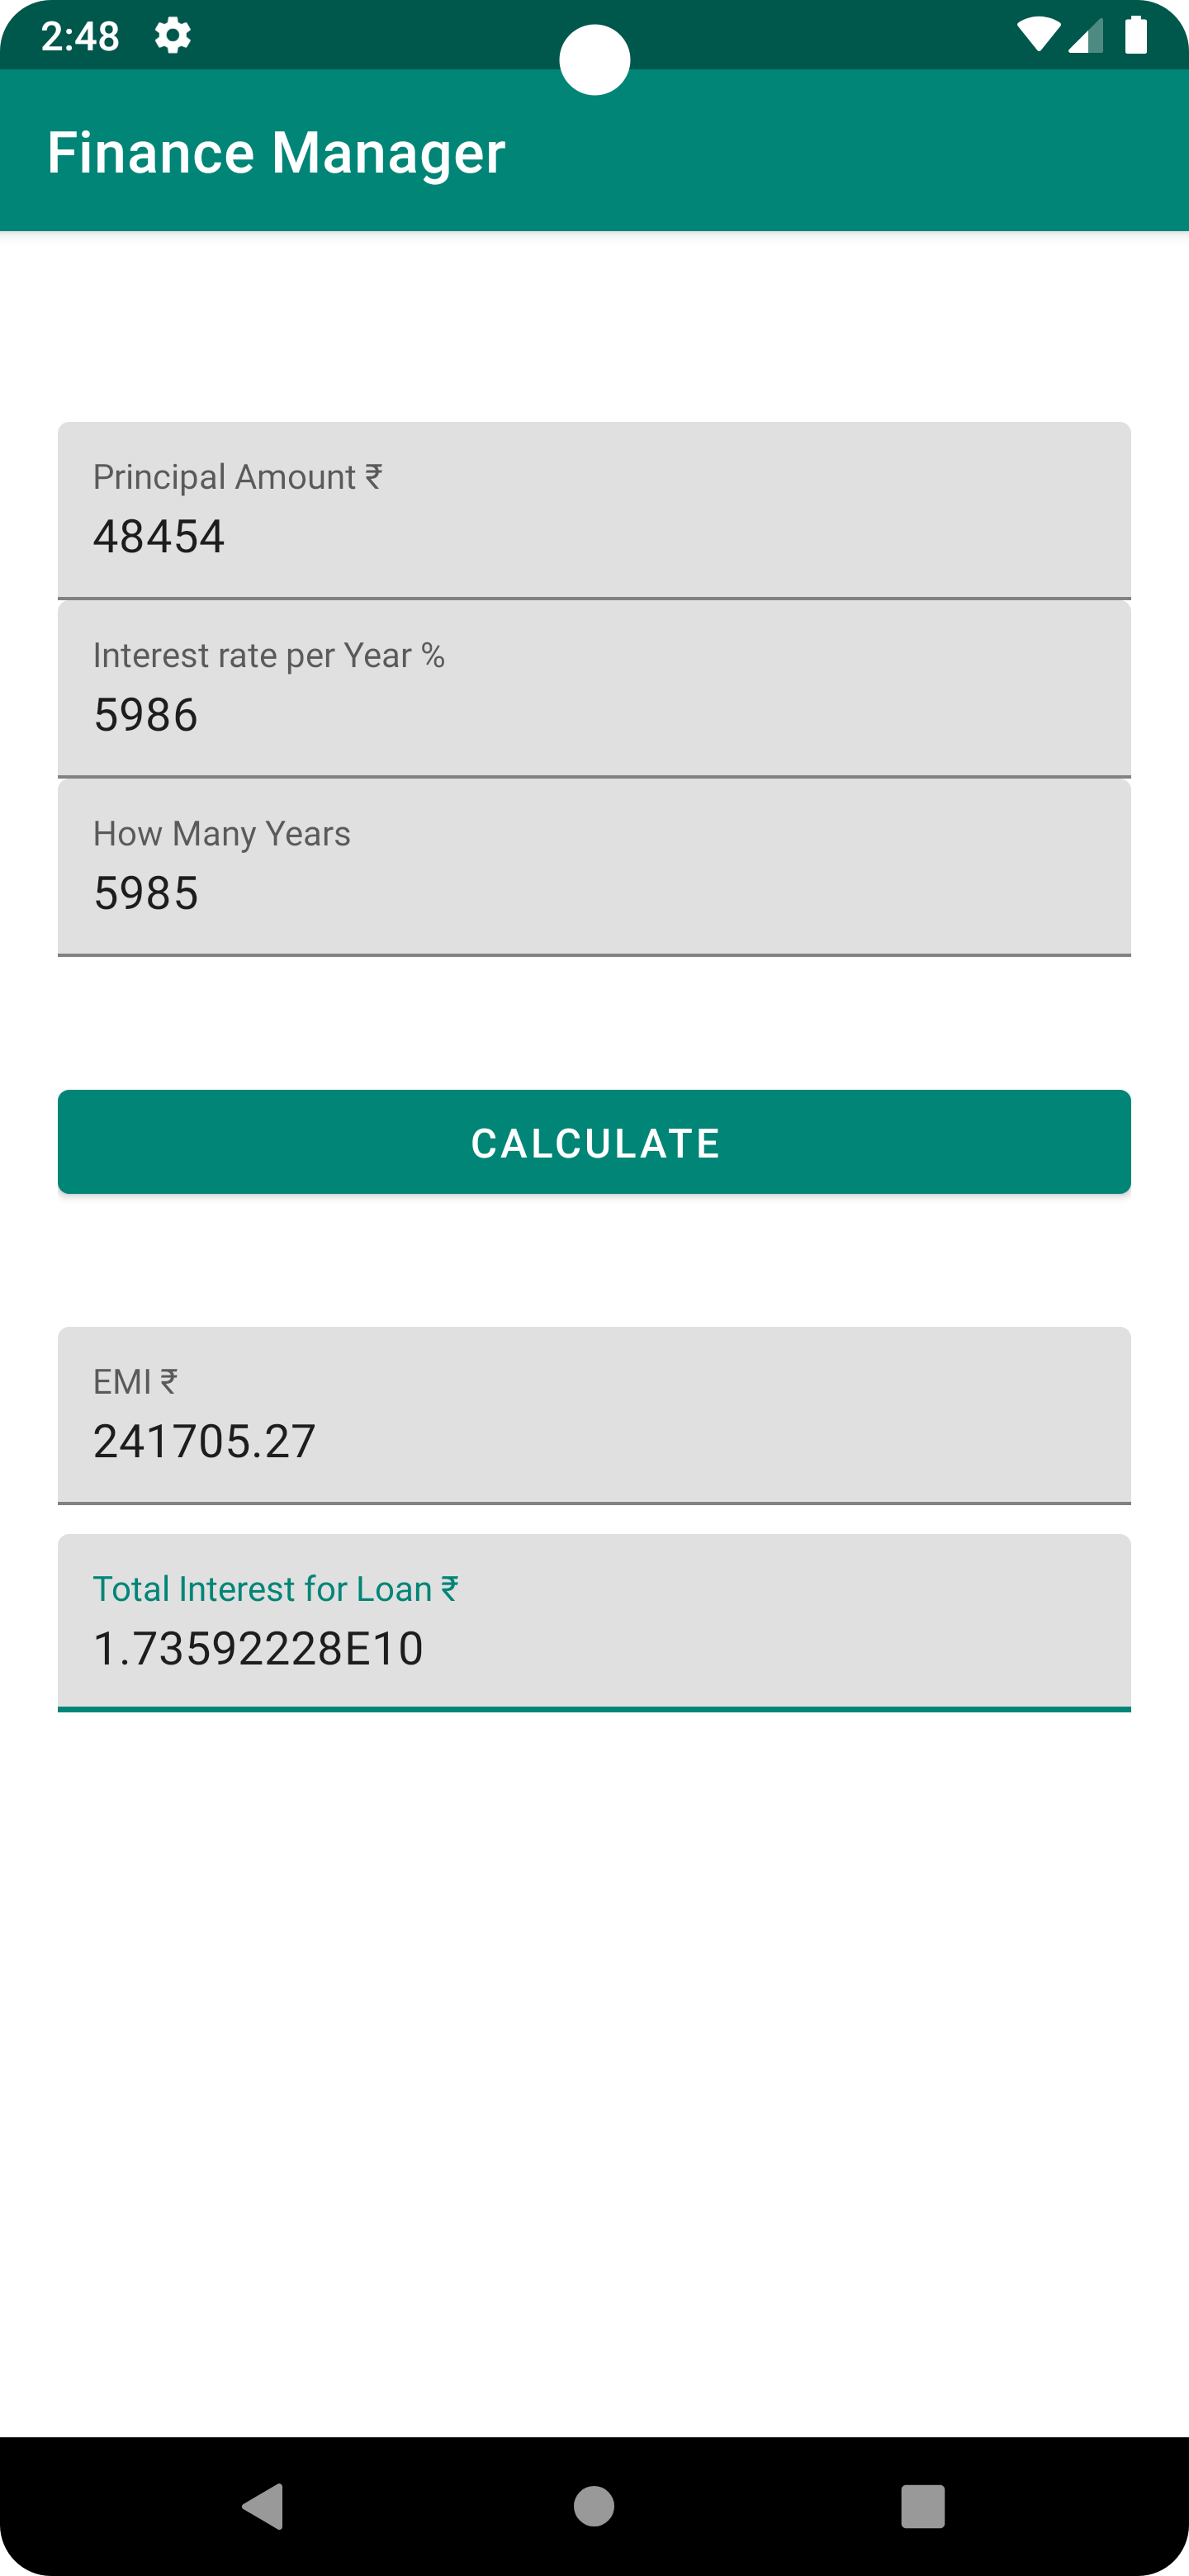 2:48
Finance Manager
Principal Amount ₹
48454
Interest rate per Year %
5986
How Many Years
5985
CALCULATE
EMI ₹
241705.27
Total Interest for Loan ₹
1.73592228E10